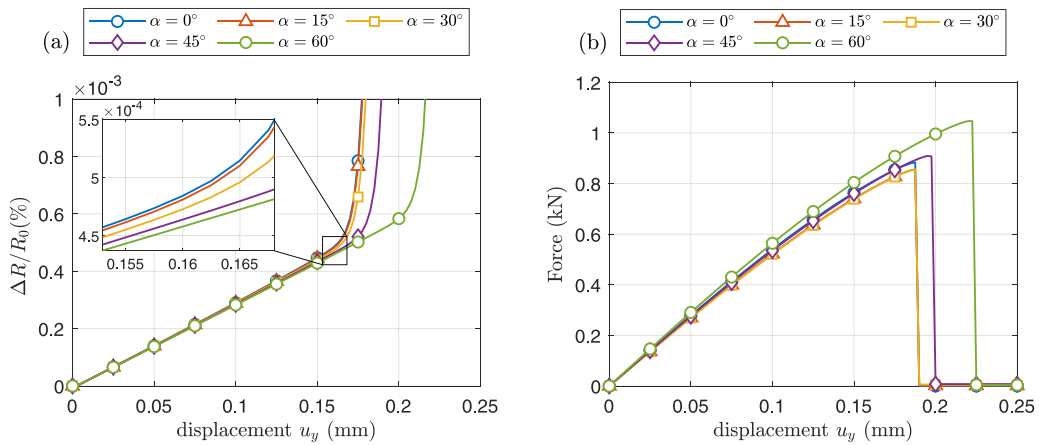 (a)
α = 0° α = 15° α = 30°
α = 45° α = 60°
×10⁻³
1
0.8
0.6
0.4
0.2
0
ΔR/R₀(%)
×10⁻⁴
5.5
5
4.5
0.155 0.16 0.165
0 0.05 0.1 0.15 0.2 0.25
displacement u_y (mm)
(b)
α = 0° α = 15° α = 30°
α = 45° α = 60°
1.2
1
0.8
0.6
0.4
0.2
0
Force (kN)
0 0.05 0.1 0.15 0.2 0.25
displacement u_y (mm)